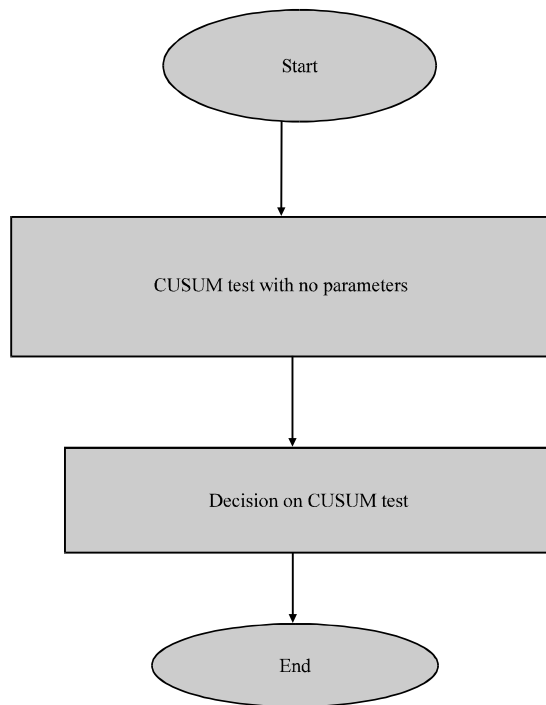 Start
CUSUM test with no parameters
Decision on CUSUM test
End